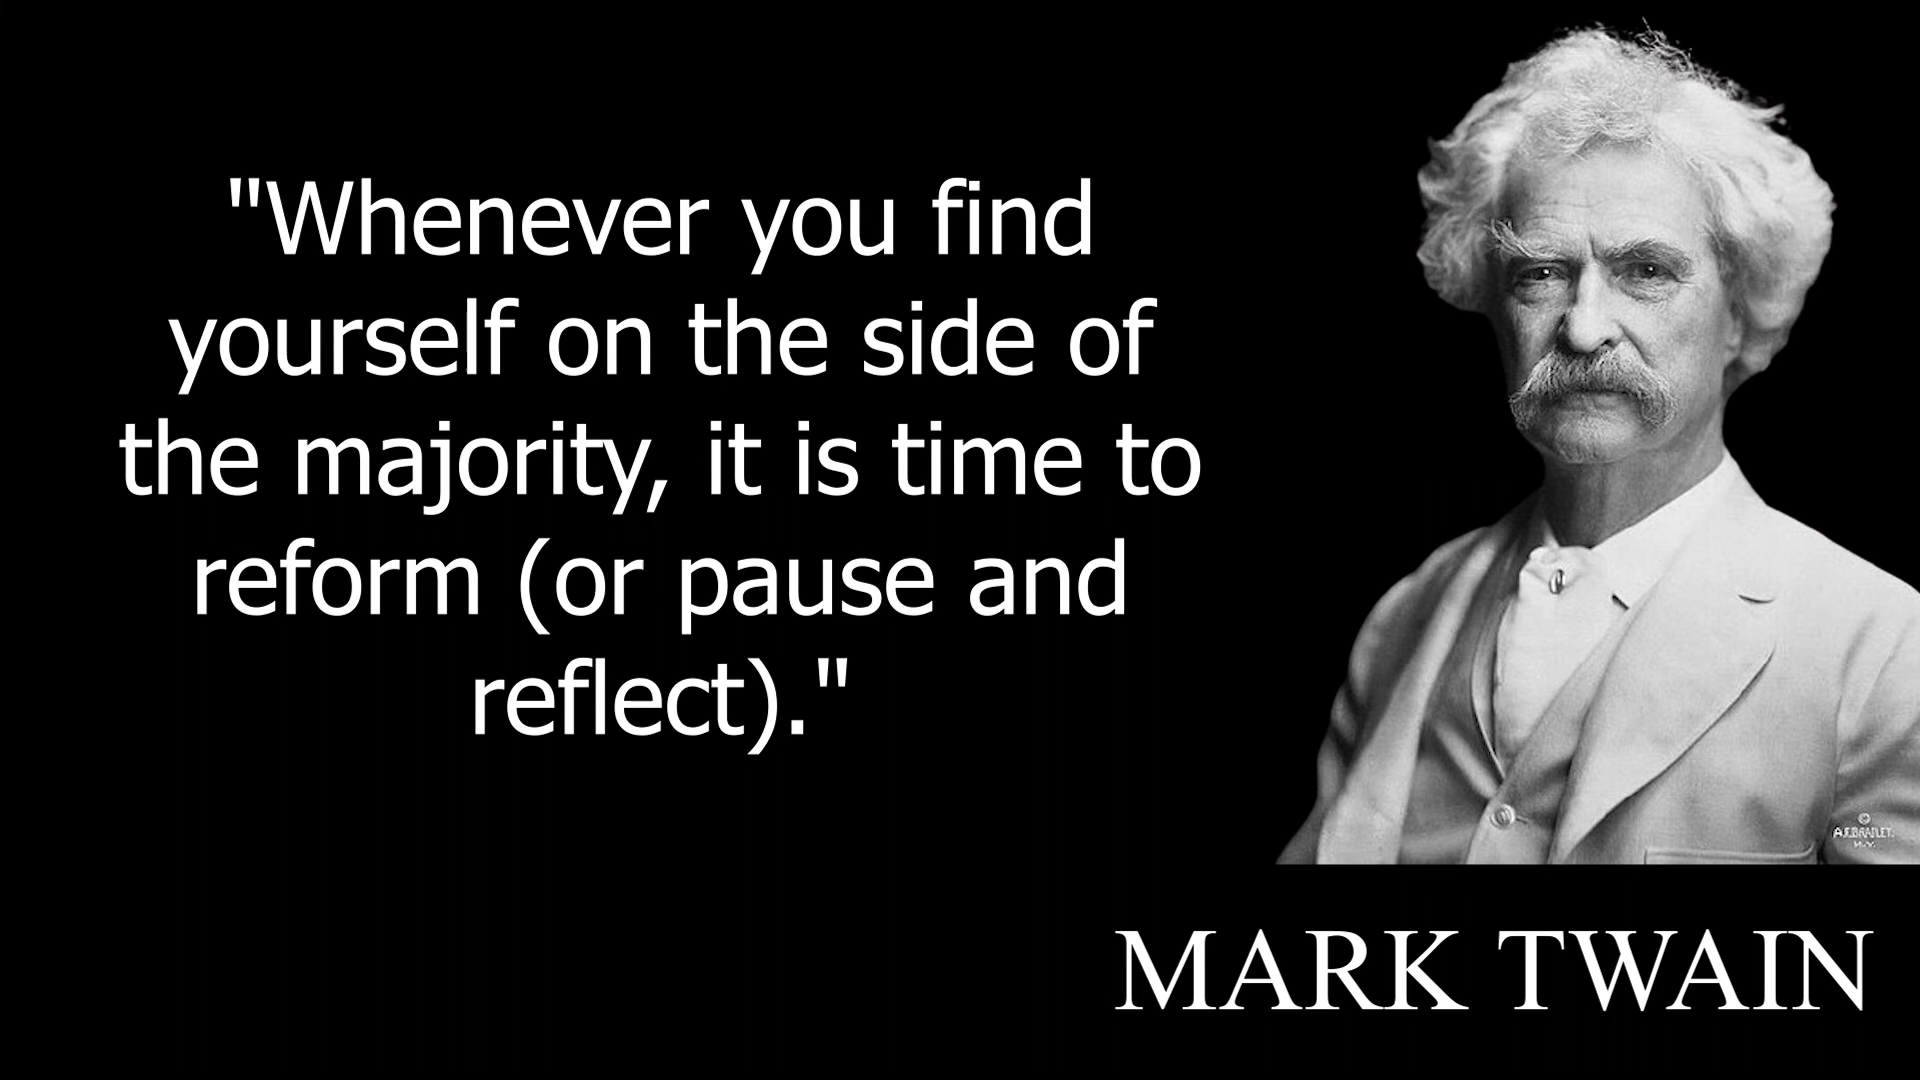 "Whenever you find
yourself on the side of
the majority, it is time to
reform (or pause and
reflect)."
©
A.F.BRADLEY.
N.Y.
MARK TWAIN